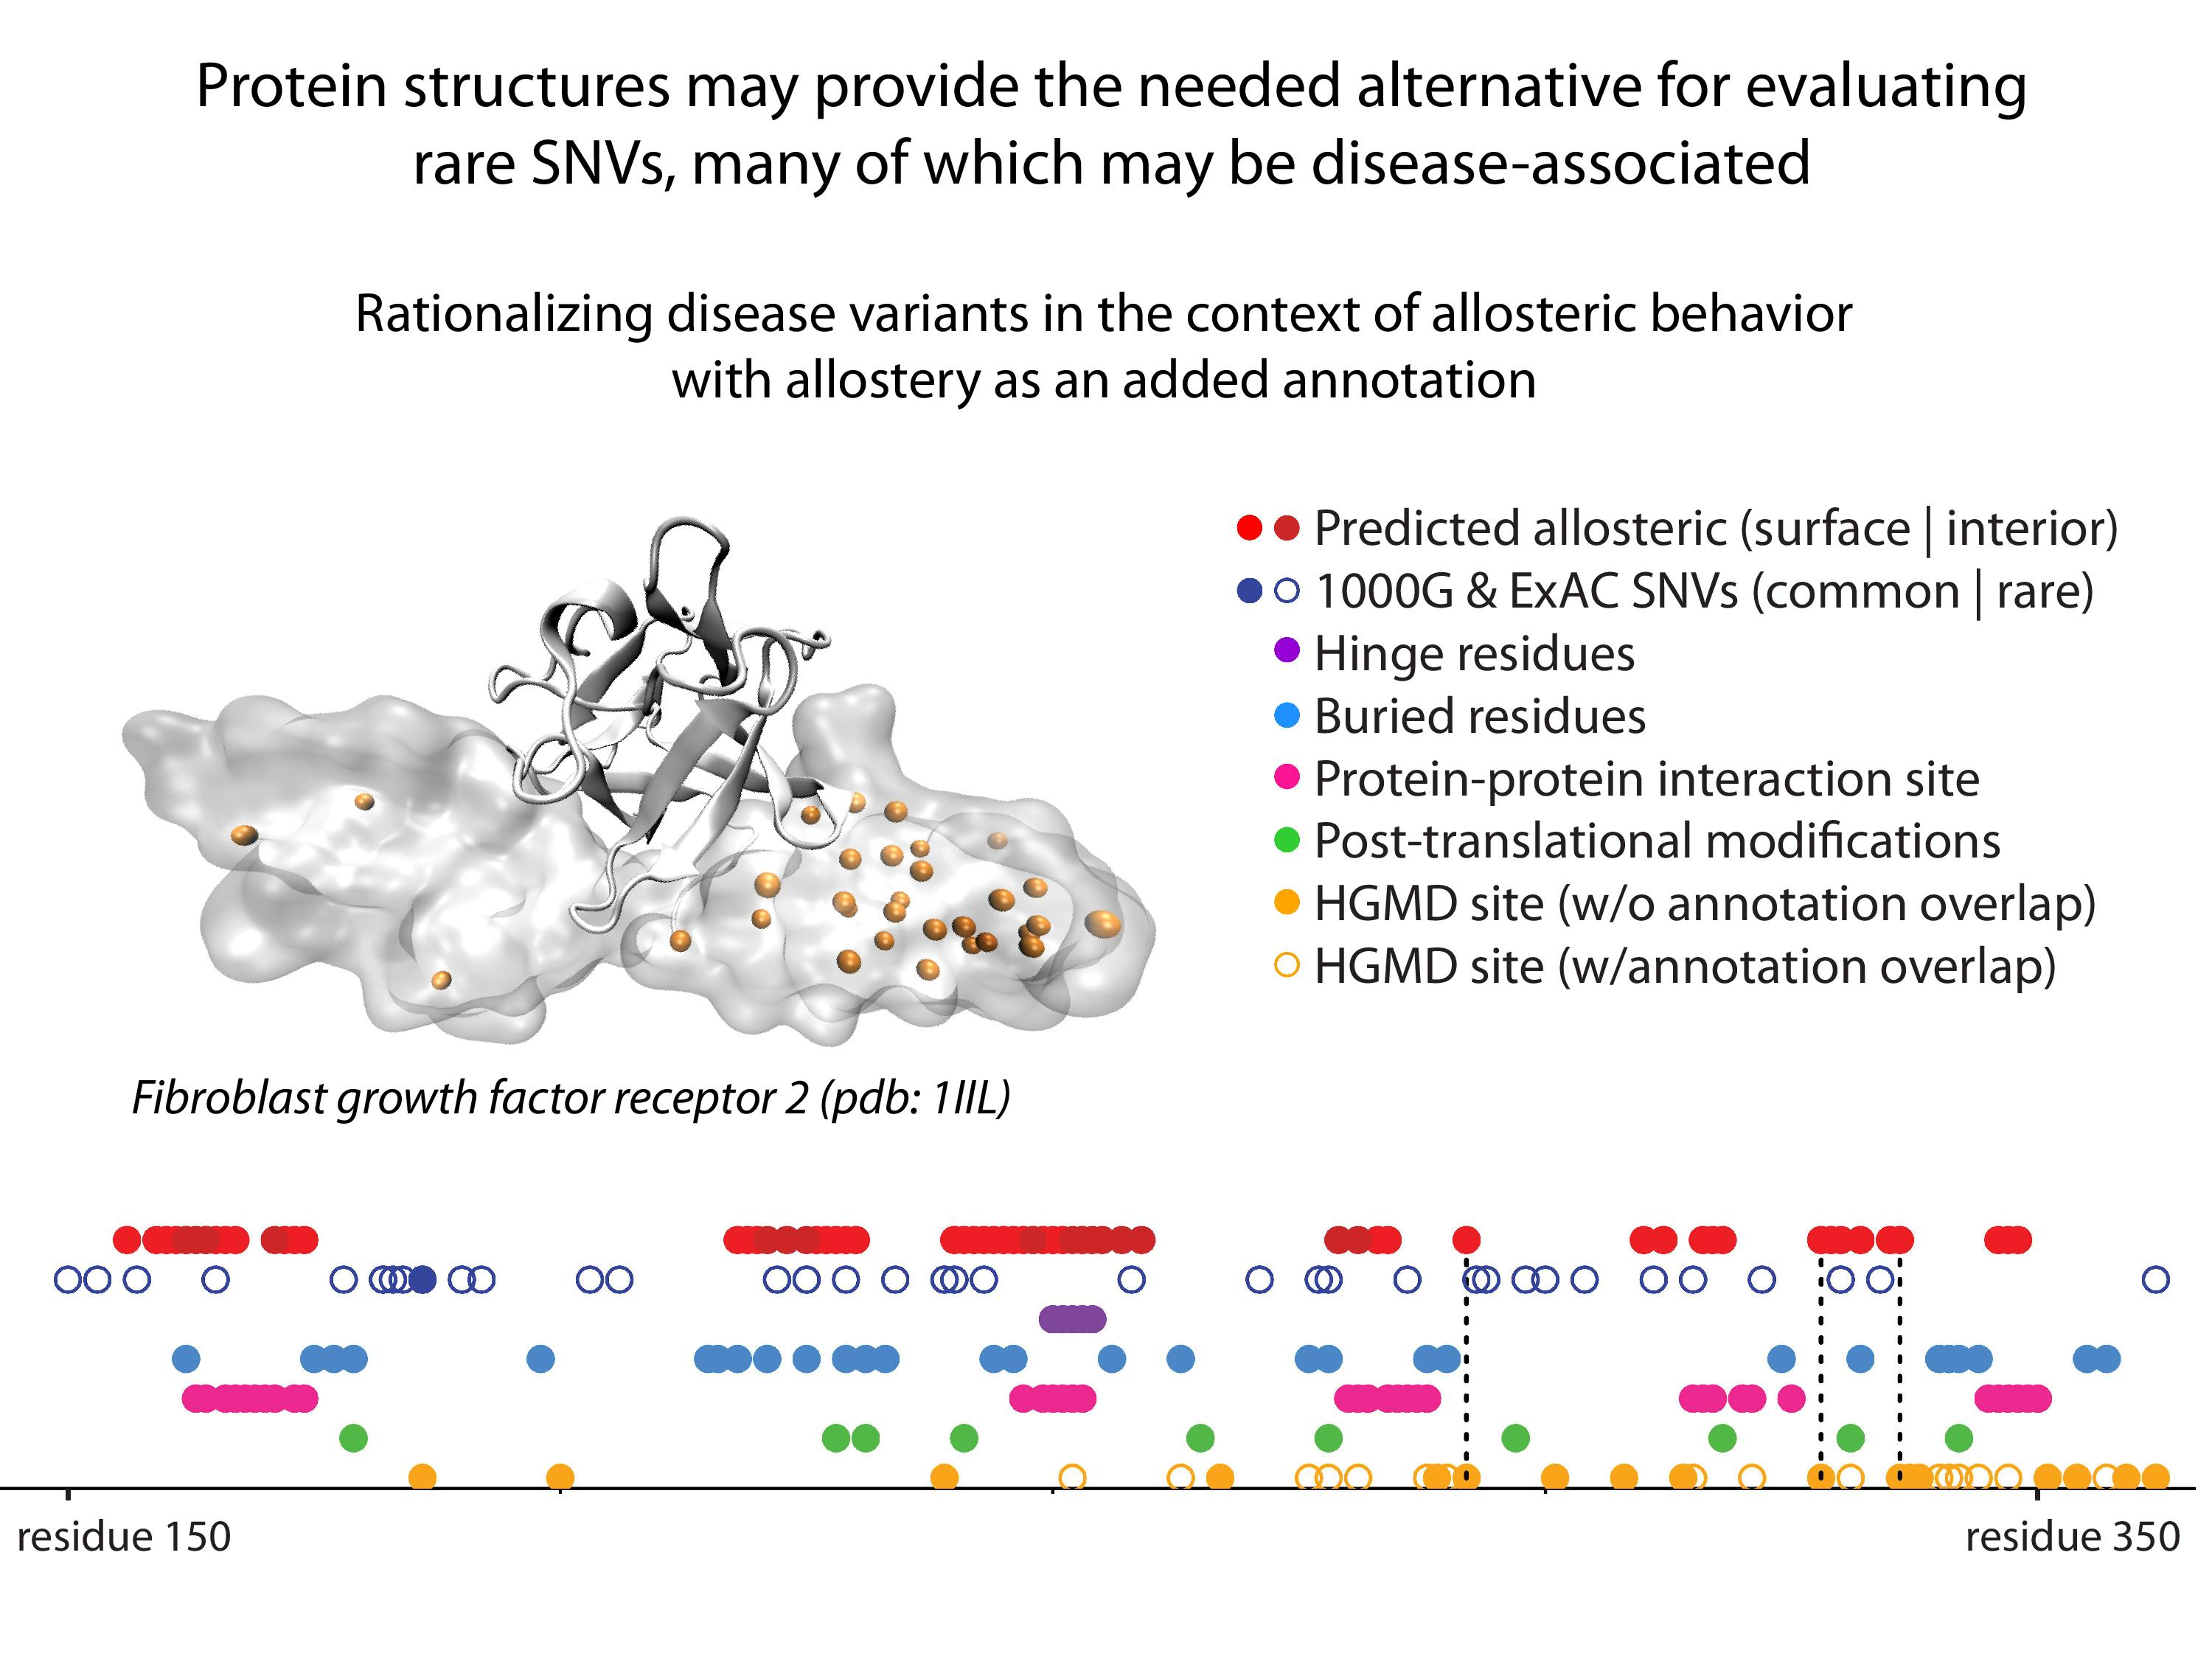 Protein structures may provide the needed alternative for evaluating
rare SNVs, many of which may be disease-associated
Rationalizing disease variants in the context of allosteric behavior
with allostery as an added annotation
Predicted allosteric (surface | interior)
1000G & ExAC SNVs (common | rare)
Hinge residues
Buried residues
Protein-protein interaction site
Post-translational modifications
HGMD site (w/o annotation overlap)
HGMD site (w/annotation overlap)
Fibroblast growth factor receptor 2 (pdb: 1IIL)
residue 150
residue 350